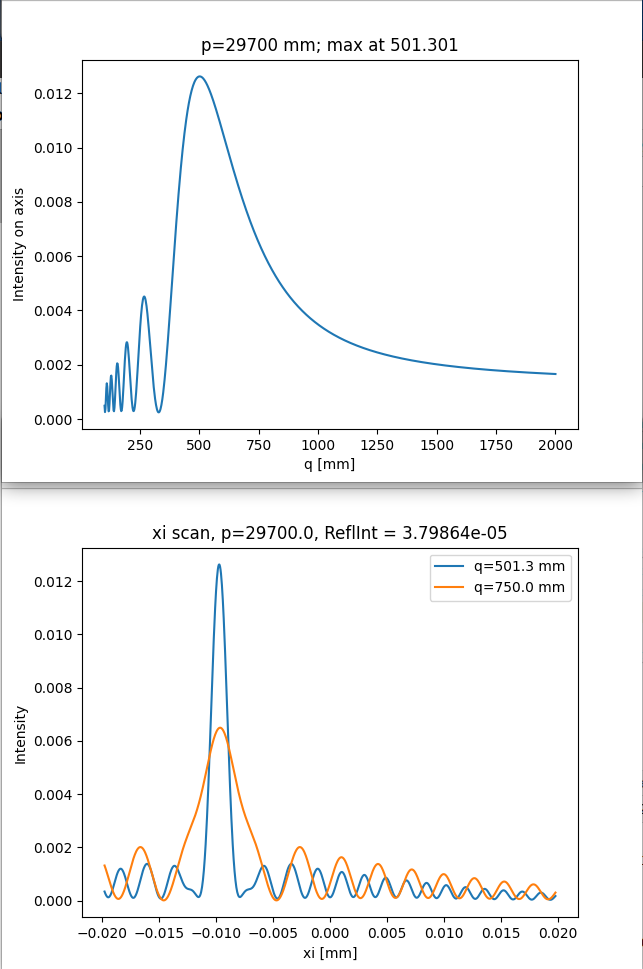 p=29700 mm; max at 501.301
0.012
0.010
0.008
0.006
0.004
0.002
0.000
Intensity on axis
250 500 750 1000 1250 1500 1750 2000
q [mm]
xi scan, p=29700.0, ReflInt = 3.79864e-05
q=501.3 mm
q=750.0 mm
0.012
0.010
0.008
0.006
0.004
0.002
0.000
Intensity
−0.020 −0.015 −0.010 −0.005 0.000 0.005 0.010 0.015 0.020
xi [mm]